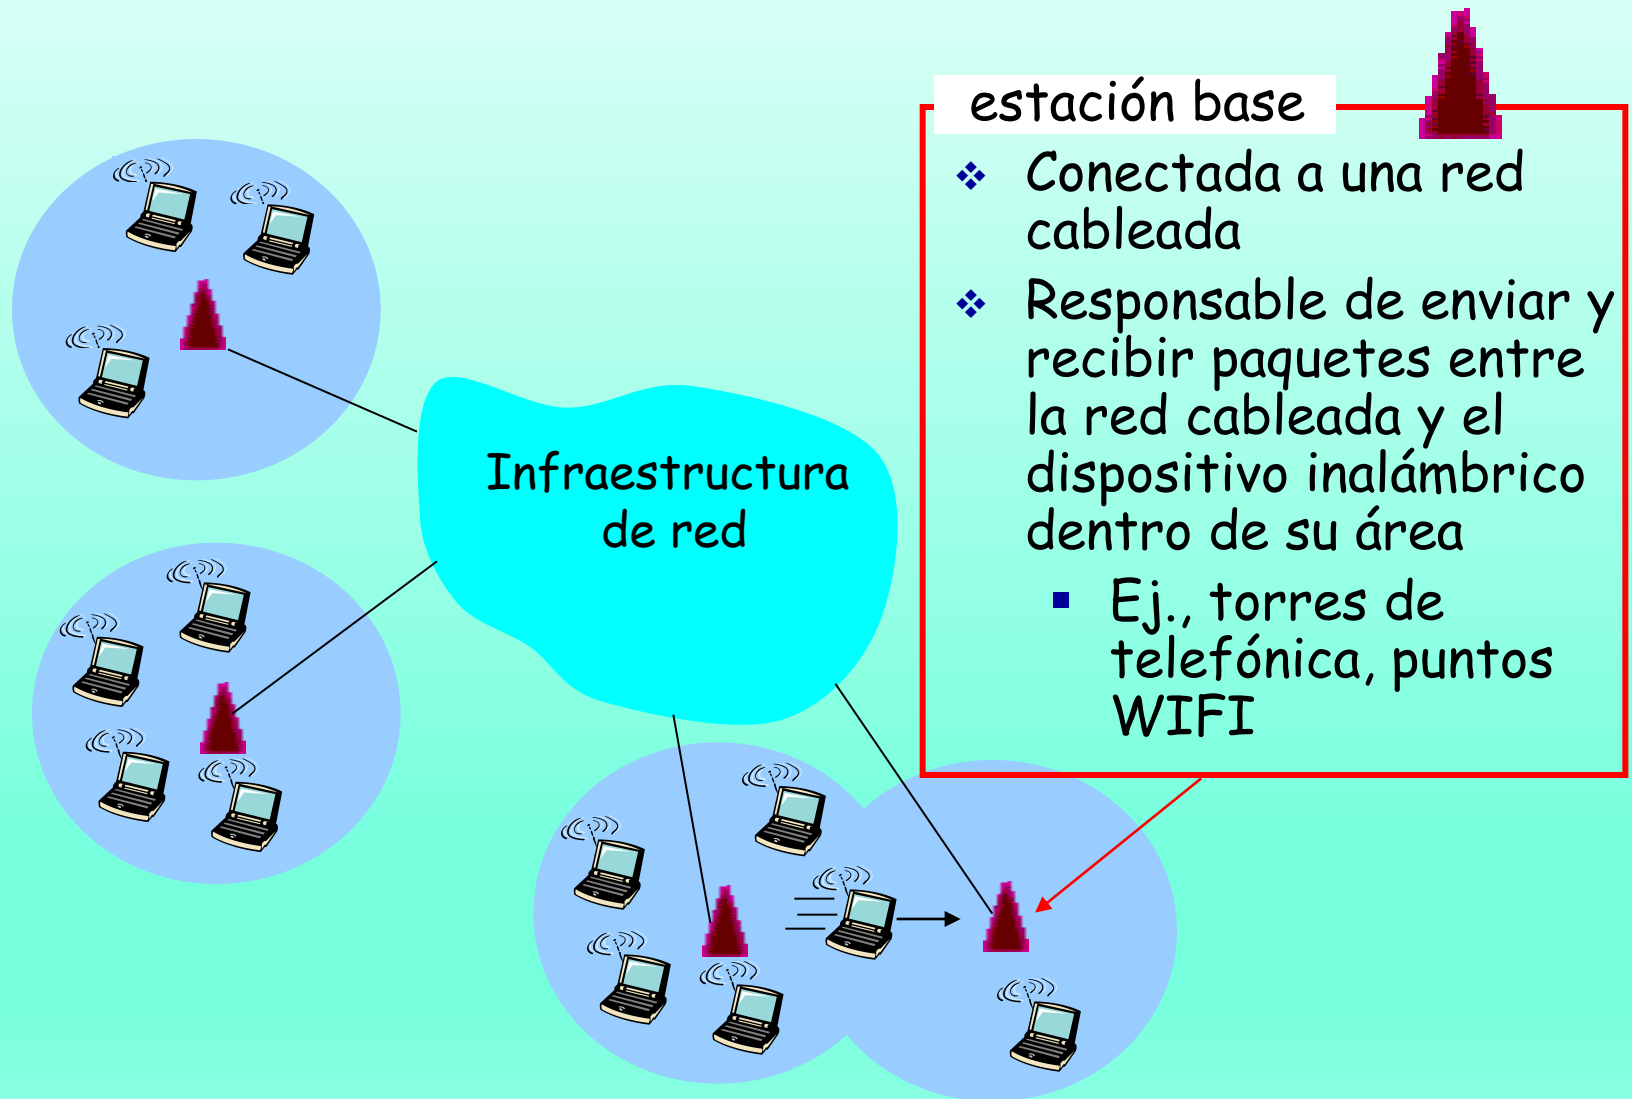 estación base
Conectada a una red
cableada
Responsable de enviar y
recibir paquetes entre
la red cableada y el
dispositivo inalámbrico
dentro de su área
Ej., torres de
telefónica, puntos
WIFI
Infraestructura
de red